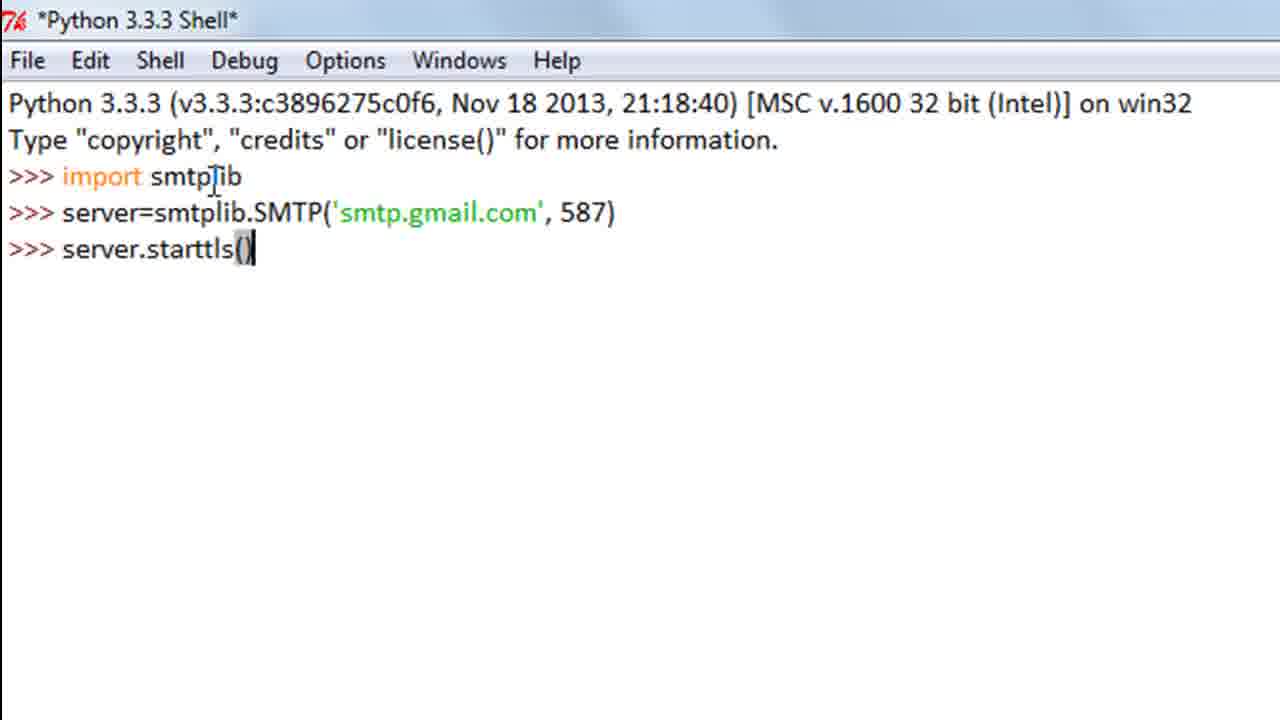 *Python 3.3.3 Shell*
File Edit Shell Debug Options Windows Help
Python 3.3.3 (v3.3.3:c3896275c0f6, Nov 18 2013, 21:18:40) [MSC v.1600 32 bit (Intel)] on win32
Type "copyright", "credits" or "license()" for more information.
>>> import smtplib
>>> server=smtplib.SMTP('smtp.gmail.com', 587)
>>> server.starttls()